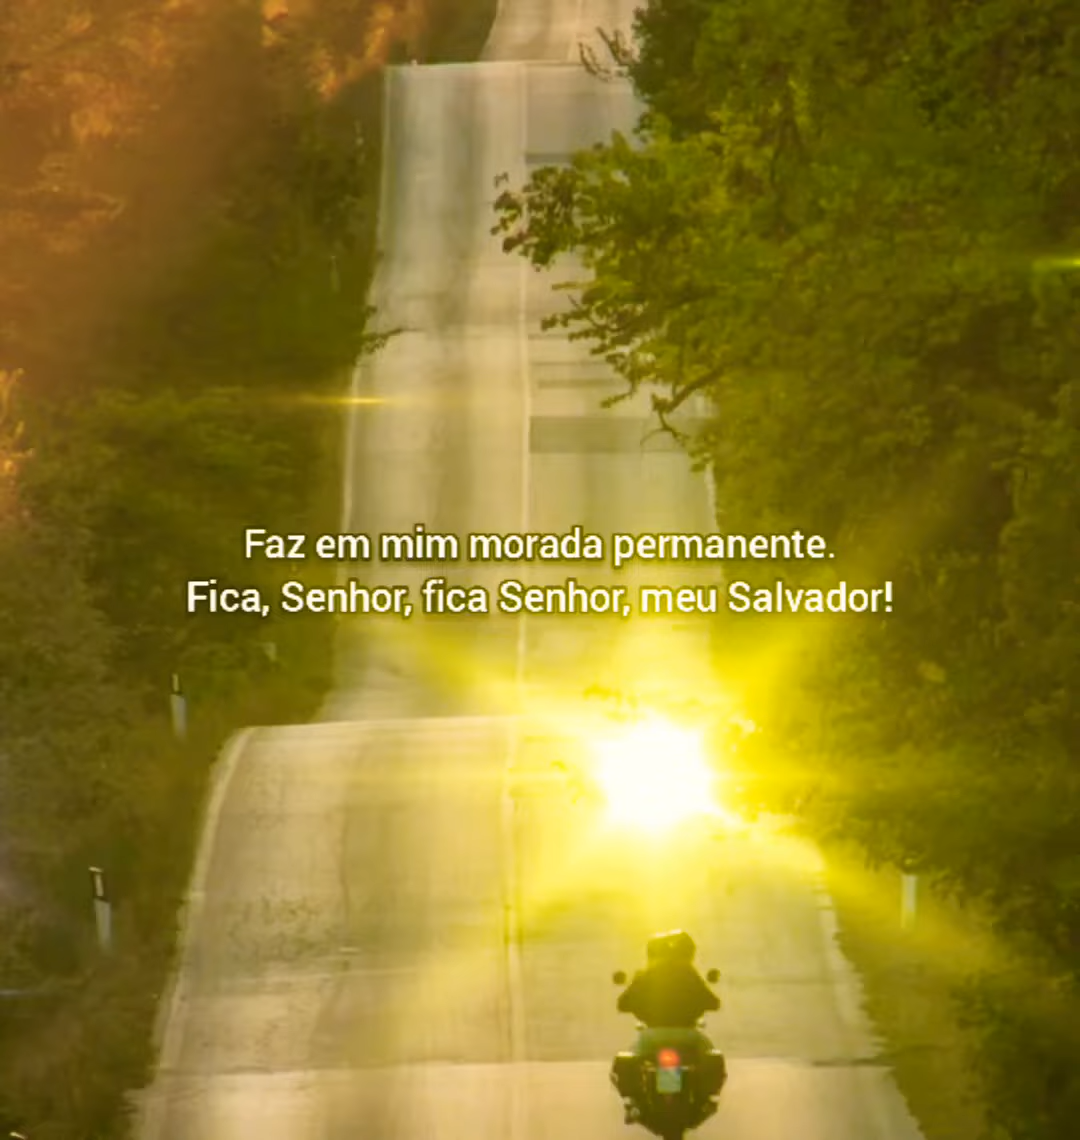 Faz em mim morada permanente.
Fica, Senhor, fica Senhor, meu Salvador!